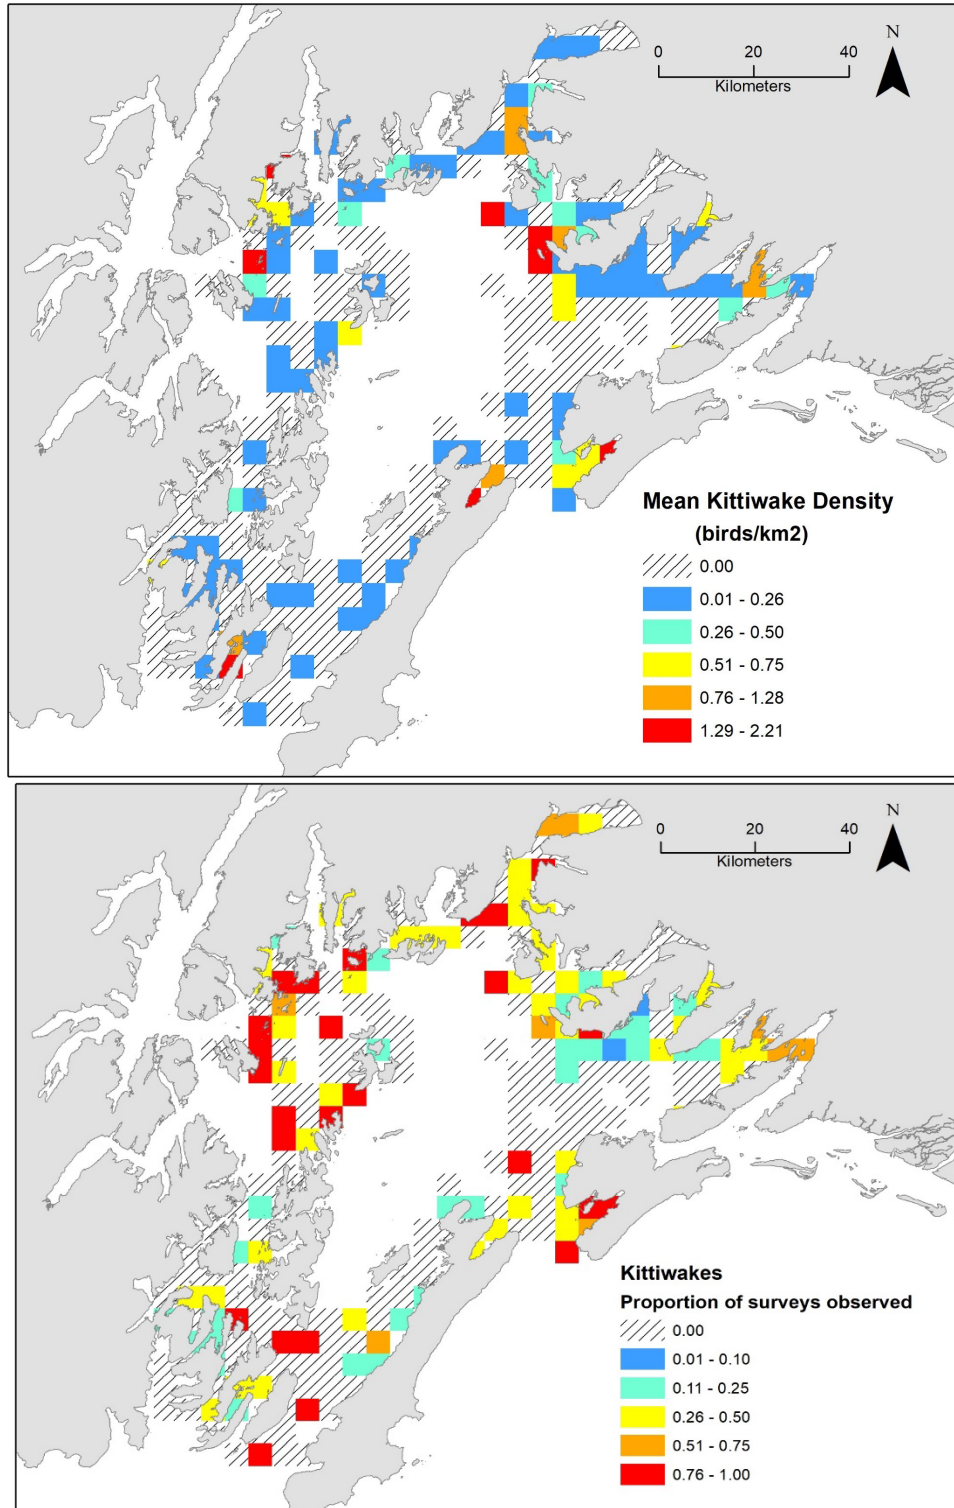 N
0 20 40
Kilometers
Mean Kittiwake Density
(birds/km2)
0.00
0.01 - 0.26
0.26 - 0.50
0.51 - 0.75
0.76 - 1.28
1.29 - 2.21
N
0 20 40
Kilometers
Kittiwakes
Proportion of surveys observed
0.00
0.01 - 0.10
0.11 - 0.25
0.26 - 0.50
0.51 - 0.75
0.76 - 1.00